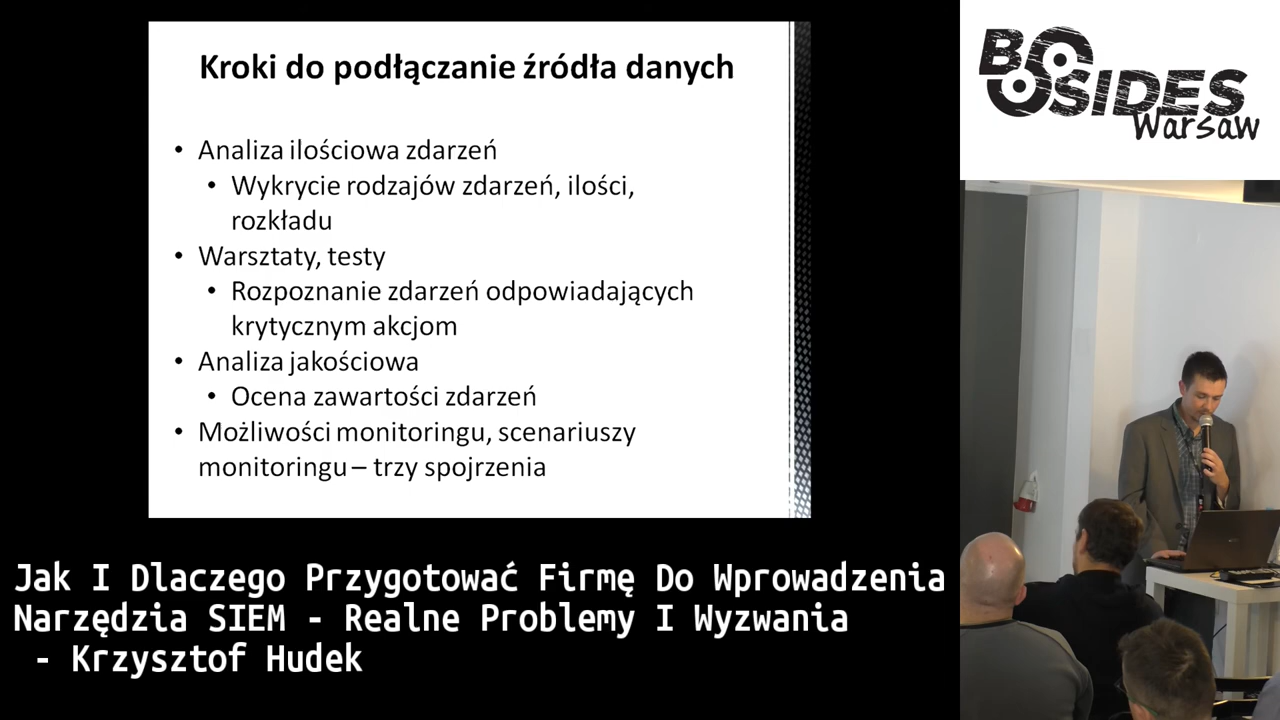 Kroki do podłączanie źródła danych
• Analiza ilościowa zdarzeń
• Wykrycie rodzajów zdarzeń, ilości,
rozkładu
• Warsztaty, testy
• Rozpoznanie zdarzeń odpowiadających
krytycznym akcjom
• Analiza jakościowa
• Ocena zawartości zdarzeń
• Możliwości monitoringu, scenariuszy
monitoringu – trzy spojrzenia
BSIDES
Warsaw
Jak I Dlaczego Przygotować Firmę Do Wprowadzenia
Narzędzia SIEM - Realne Problemy I Wyzwania
- Krzysztof Hudek